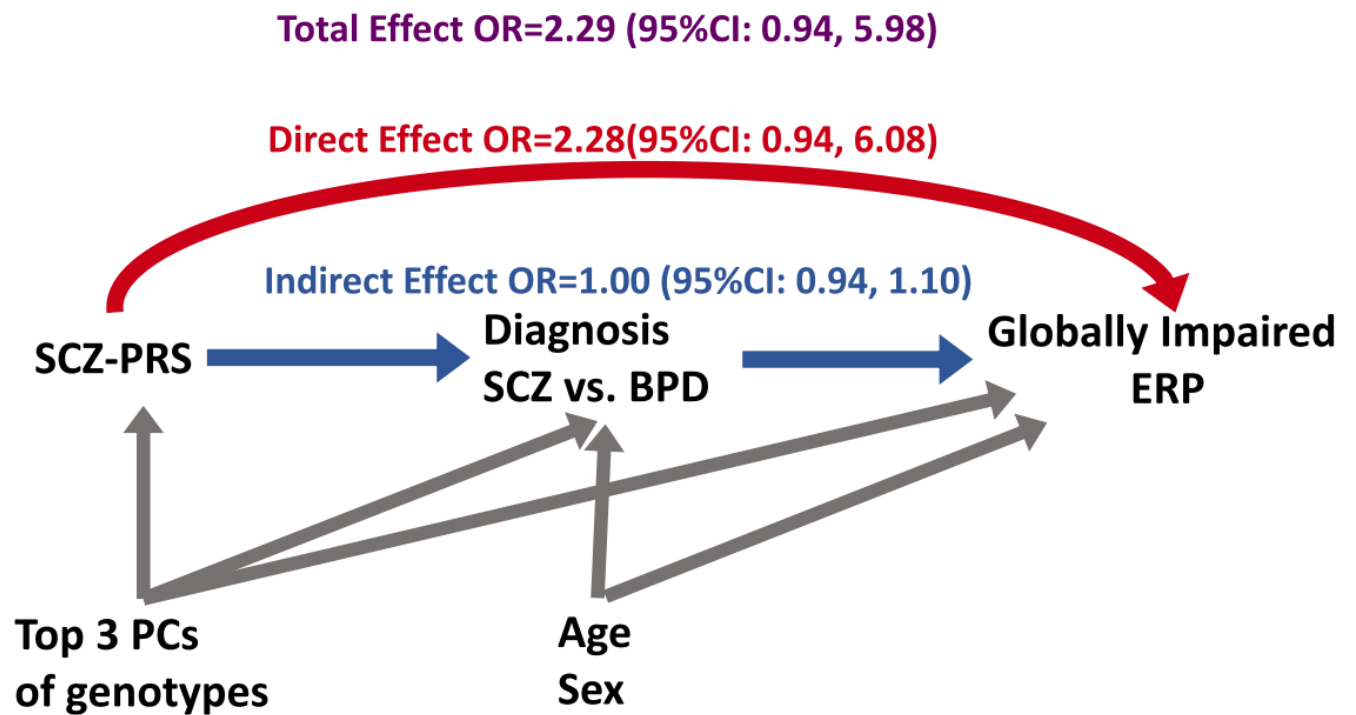 Total Effect OR=2.29 (95%CI: 0.94, 5.98)
Direct Effect OR=2.28(95%CI: 0.94, 6.08)
Indirect Effect OR=1.00 (95%CI: 0.94, 1.10)
SCZ-PRS
Diagnosis
SCZ vs. BPD
Globally Impaired
ERP
Top 3 PCs
of genotypes
Age
Sex